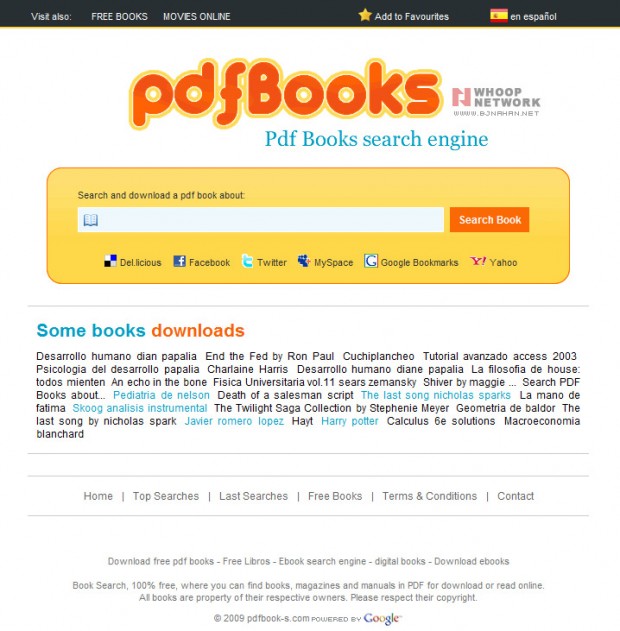 Visit also: FREE BOOKS MOVIES ONLINE Add to Favourites en español
pdfBooks
WHOOP
NETWORK
WWW.BJNAHAN.NET
Pdf Books search engine
Search and download a pdf book about:
Search Book
Del.licious Facebook Twitter MySpace Google Bookmarks Yahoo
Some books downloads
Desarrollo humano dian papalia End the Fed by Ron Paul Cuchiplancheo Tutorial avanzado access 2003
Psicologia del desarrollo papalia Charlaine Harris Desarrollo humano diane papalia La filosofia de house:
todos mienten An echo in the bone Fisica Universitaria vol.11 sears zemansky Shiver by maggie ... Search PDF
Books about... Pediatria de nelson Death of a salesman script The last song nicholas sparks La mano de
fatima Skoog analisis instrumental The Twilight Saga Collection by Stephenie Meyer Geometria de baldor The
last song by nicholas spark Javier romero lopez Hayt Harry potter Calculus 6e solutions Macroeconomia
blanchard
Home | Top Searches | Last Searches | Free Books | Terms & Conditions | Contact
Download free pdf books - Free Libros - Ebook search engine - digital books - Download ebooks
Book Search, 100% free, where you can find books, magazines and manuals in PDF for download or read online.
All books are property of their respective owners. Please respect their copyright.
© 2009 pdfbook-s.com POWERED BY Google